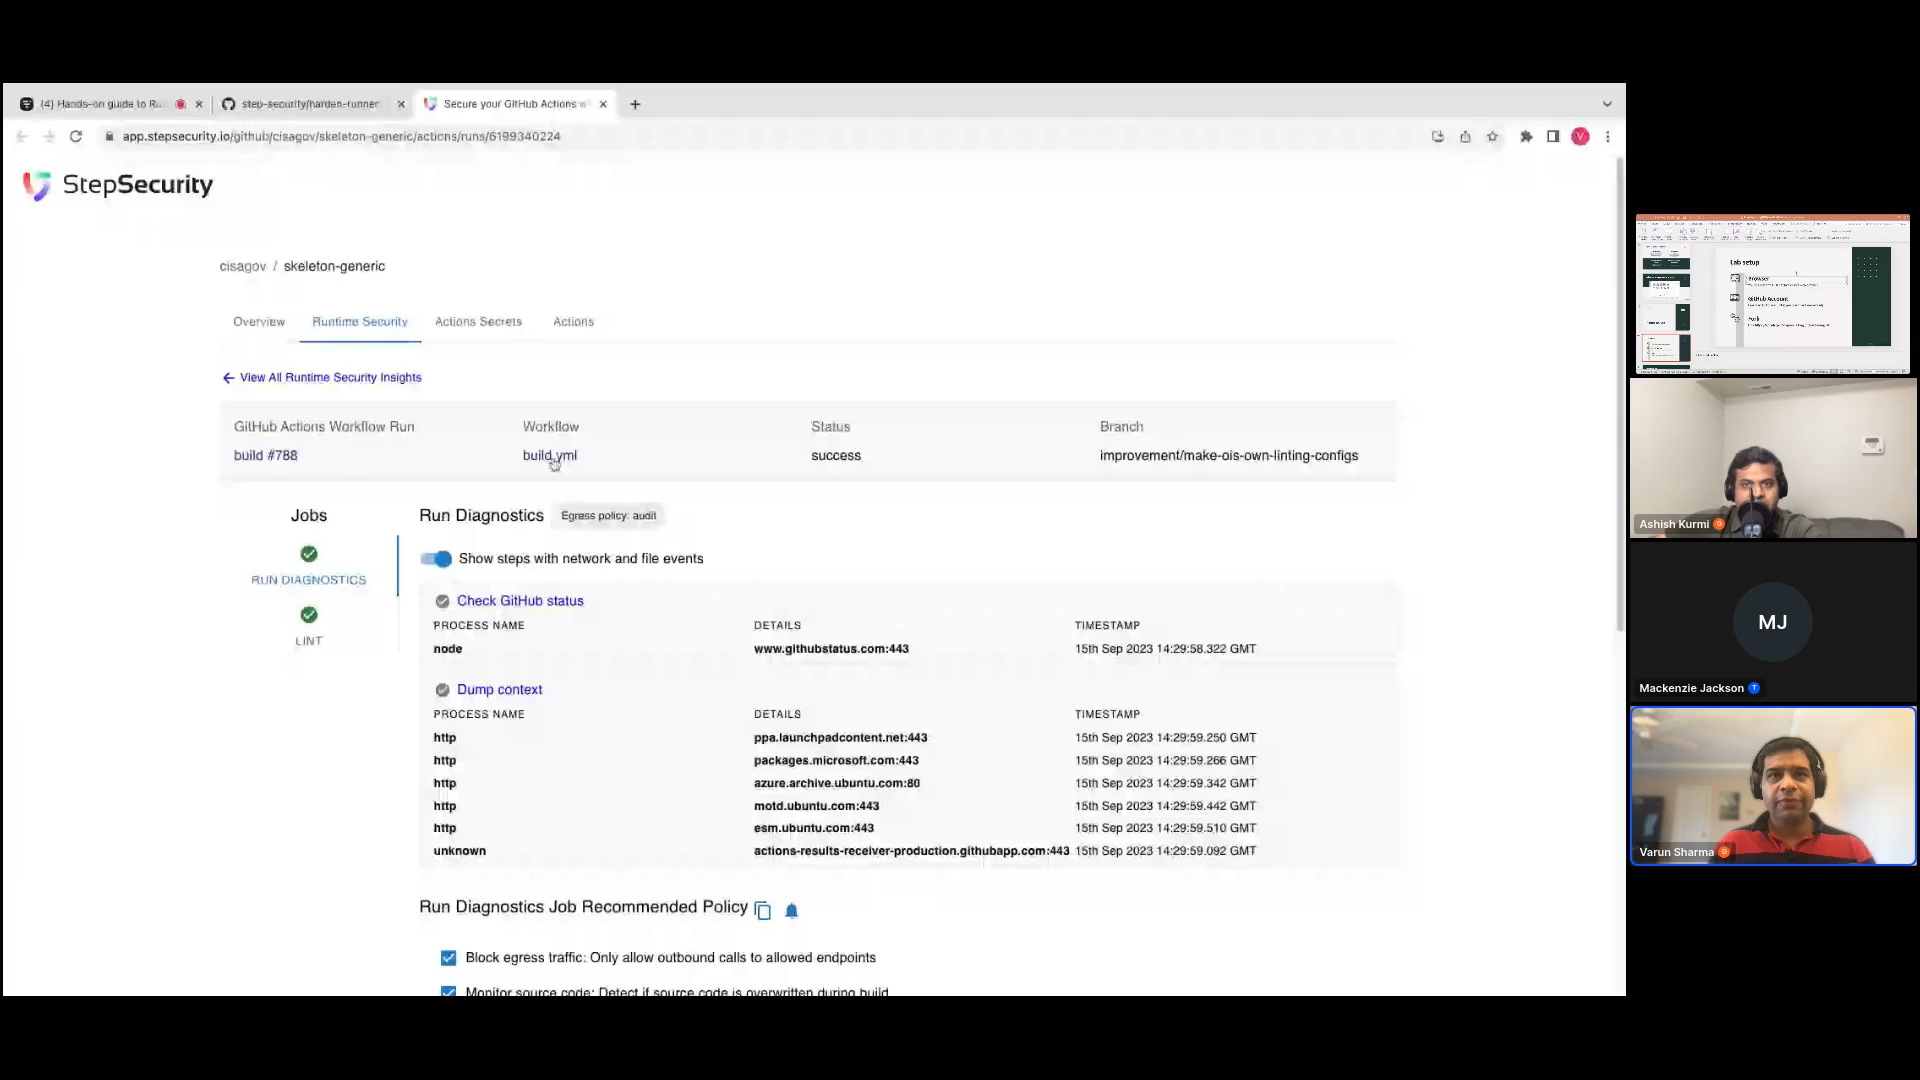 (4) Hands-on guide to Ru
step-security/harden-runner
Secure your GitHub Actions w
app.stepsecurity.io/github/cisagov/skeleton-generic/actions/runs/6199340224
V
StepSecurity
cisagov / skeleton-generic
Overview Runtime Security Actions Secrets Actions
View All Runtime Security Insights
GitHub Actions Workflow Run Workflow Status Branch
build #788 build.yml success improvement/make-ois-own-linting-configs
Jobs
RUN DIAGNOSTICS
LINT
Run Diagnostics Egress policy: audit
Show steps with network and file events
Check GitHub status
PROCESS NAME DETAILS TIMESTAMP
node www.githubstatus.com:443 15th Sep 2023 14:29:58.322 GMT
Dump context
PROCESS NAME DETAILS TIMESTAMP
http ppa.launchpadcontent.net:443 15th Sep 2023 14:29:59.250 GMT
http packages.microsoft.com:443 15th Sep 2023 14:29:59.266 GMT
http azure.archive.ubuntu.com:80 15th Sep 2023 14:29:59.342 GMT
http motd.ubuntu.com:443 15th Sep 2023 14:29:59.442 GMT
http esm.ubuntu.com:443 15th Sep 2023 14:29:59.510 GMT
unknown actions-results-receiver-production.githubapp.com:443 15th Sep 2023 14:29:59.092 GMT
Run Diagnostics Job Recommended Policy
Block egress traffic: Only allow outbound calls to allowed endpoints
Monitor source code: Detect if source code is overwritten during build
Lab setup
Browser
GitHub Account
Fork
Ashish Kurmi
MJ
Mackenzie Jackson
Varun Sharma